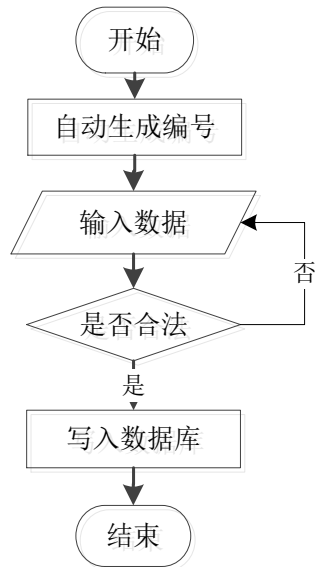 开始
自动生成编号
输入数据
否
是否合法
是
写入数据库
结束